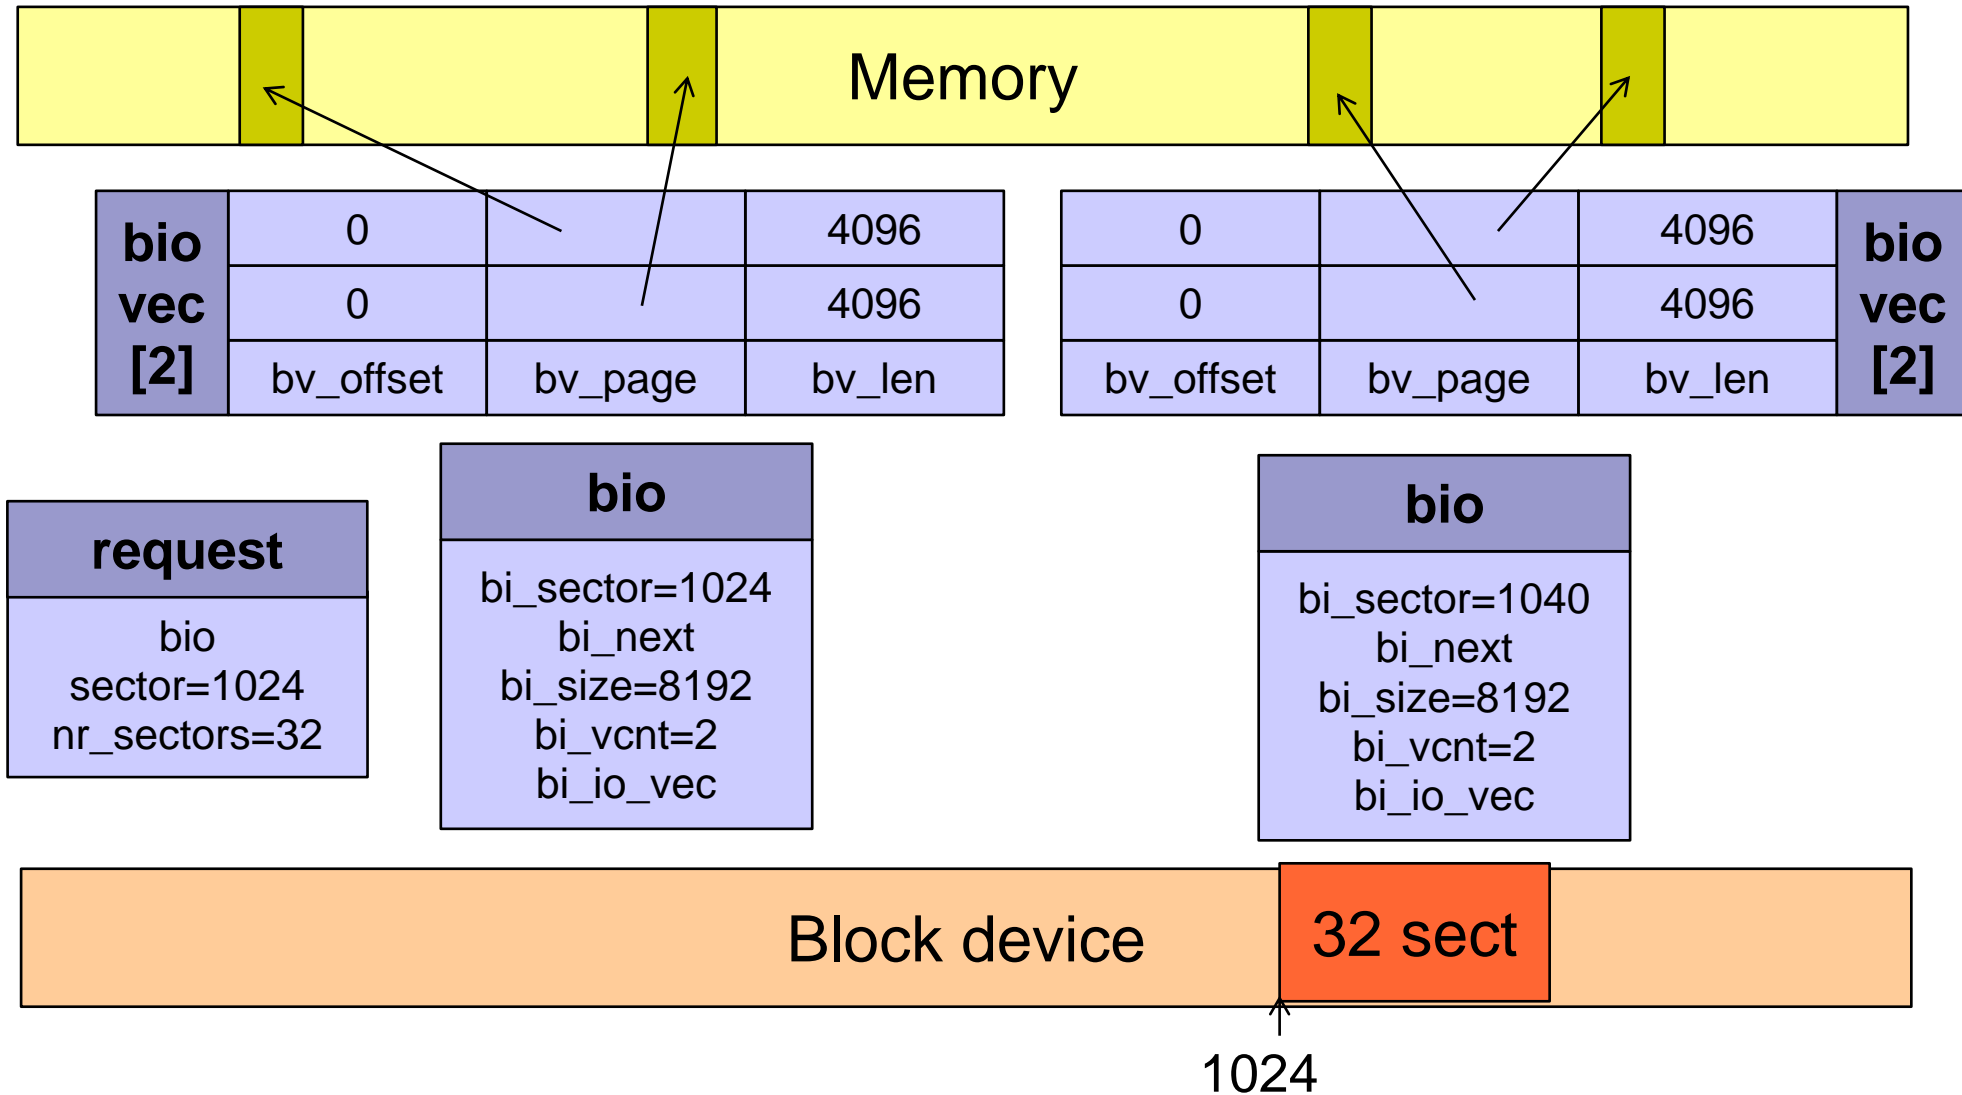 Memory
bio
vec
[2]
0
4096
0
4096
bv_offset
bv_page
bv_len
0
4096
0
4096
bv_offset
bv_page
bv_len
bio
vec
[2]
request
bio
sector=1024
nr_sectors=32
bio
bi_sector=1024
bi_next
bi_size=8192
bi_vcnt=2
bi_io_vec
bio
bi_sector=1040
bi_next
bi_size=8192
bi_vcnt=2
bi_io_vec
Block device
32 sect
1024